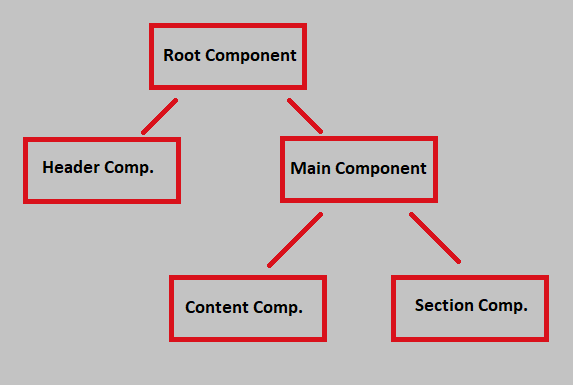 Root Component
Header Comp.
Main Component
Content Comp.
Section Comp.